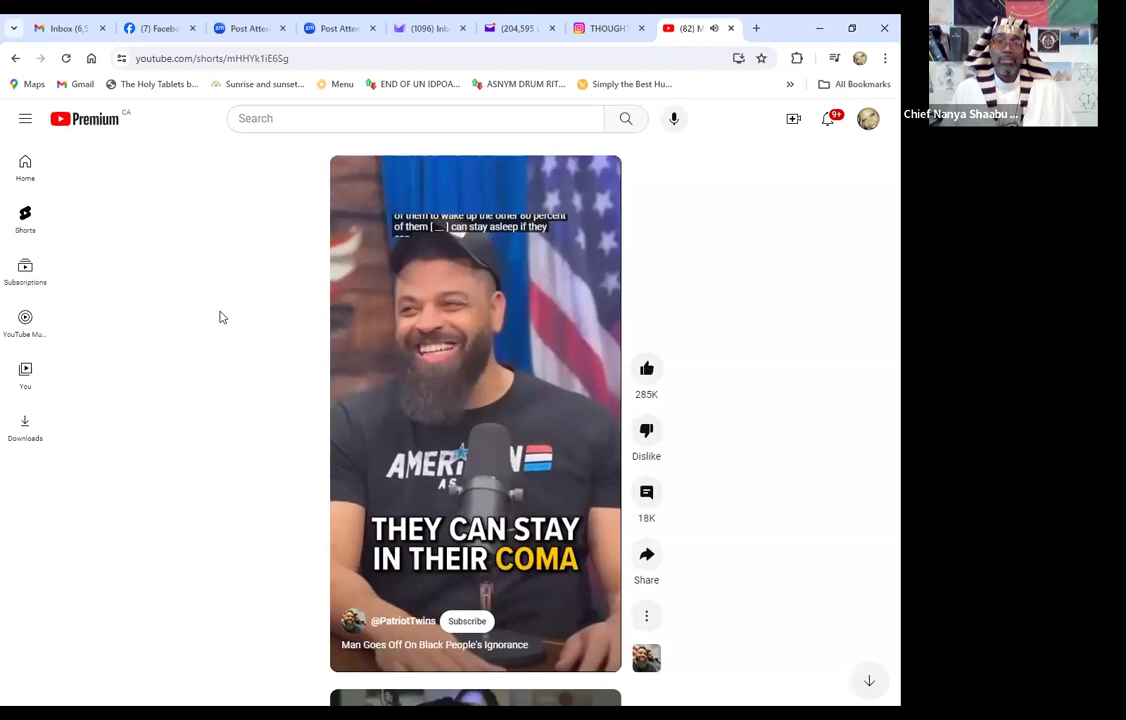 Inbox (6,5
(7) Facebo
Post Atten
Post Atten
(1096) Inb
(204,595
THOUGH
(82) M
youtube.com/shorts/mHHYk1iE6Sg
Maps
Gmail
The Holy Tablets b...
Sunrise and sunset...
Menu
END OF UN IDPOA...
ASNYM DRUM RIT...
Simply the Best Hu...
»
All Bookmarks
Premium
CA
Search
9+
Home
Shorts
Subscriptions
YouTube Mu...
You
Downloads
of them to wake up the other 80 percent
of them [ __ ] can stay asleep if they
AMERI
AS
THEY CAN STAY
IN THEIR COMA
@PatriotTwins
Subscribe
Man Goes Off On Black People's Ignorance
285K
Dislike
18K
Share
Chief Nanya Shaabu ...